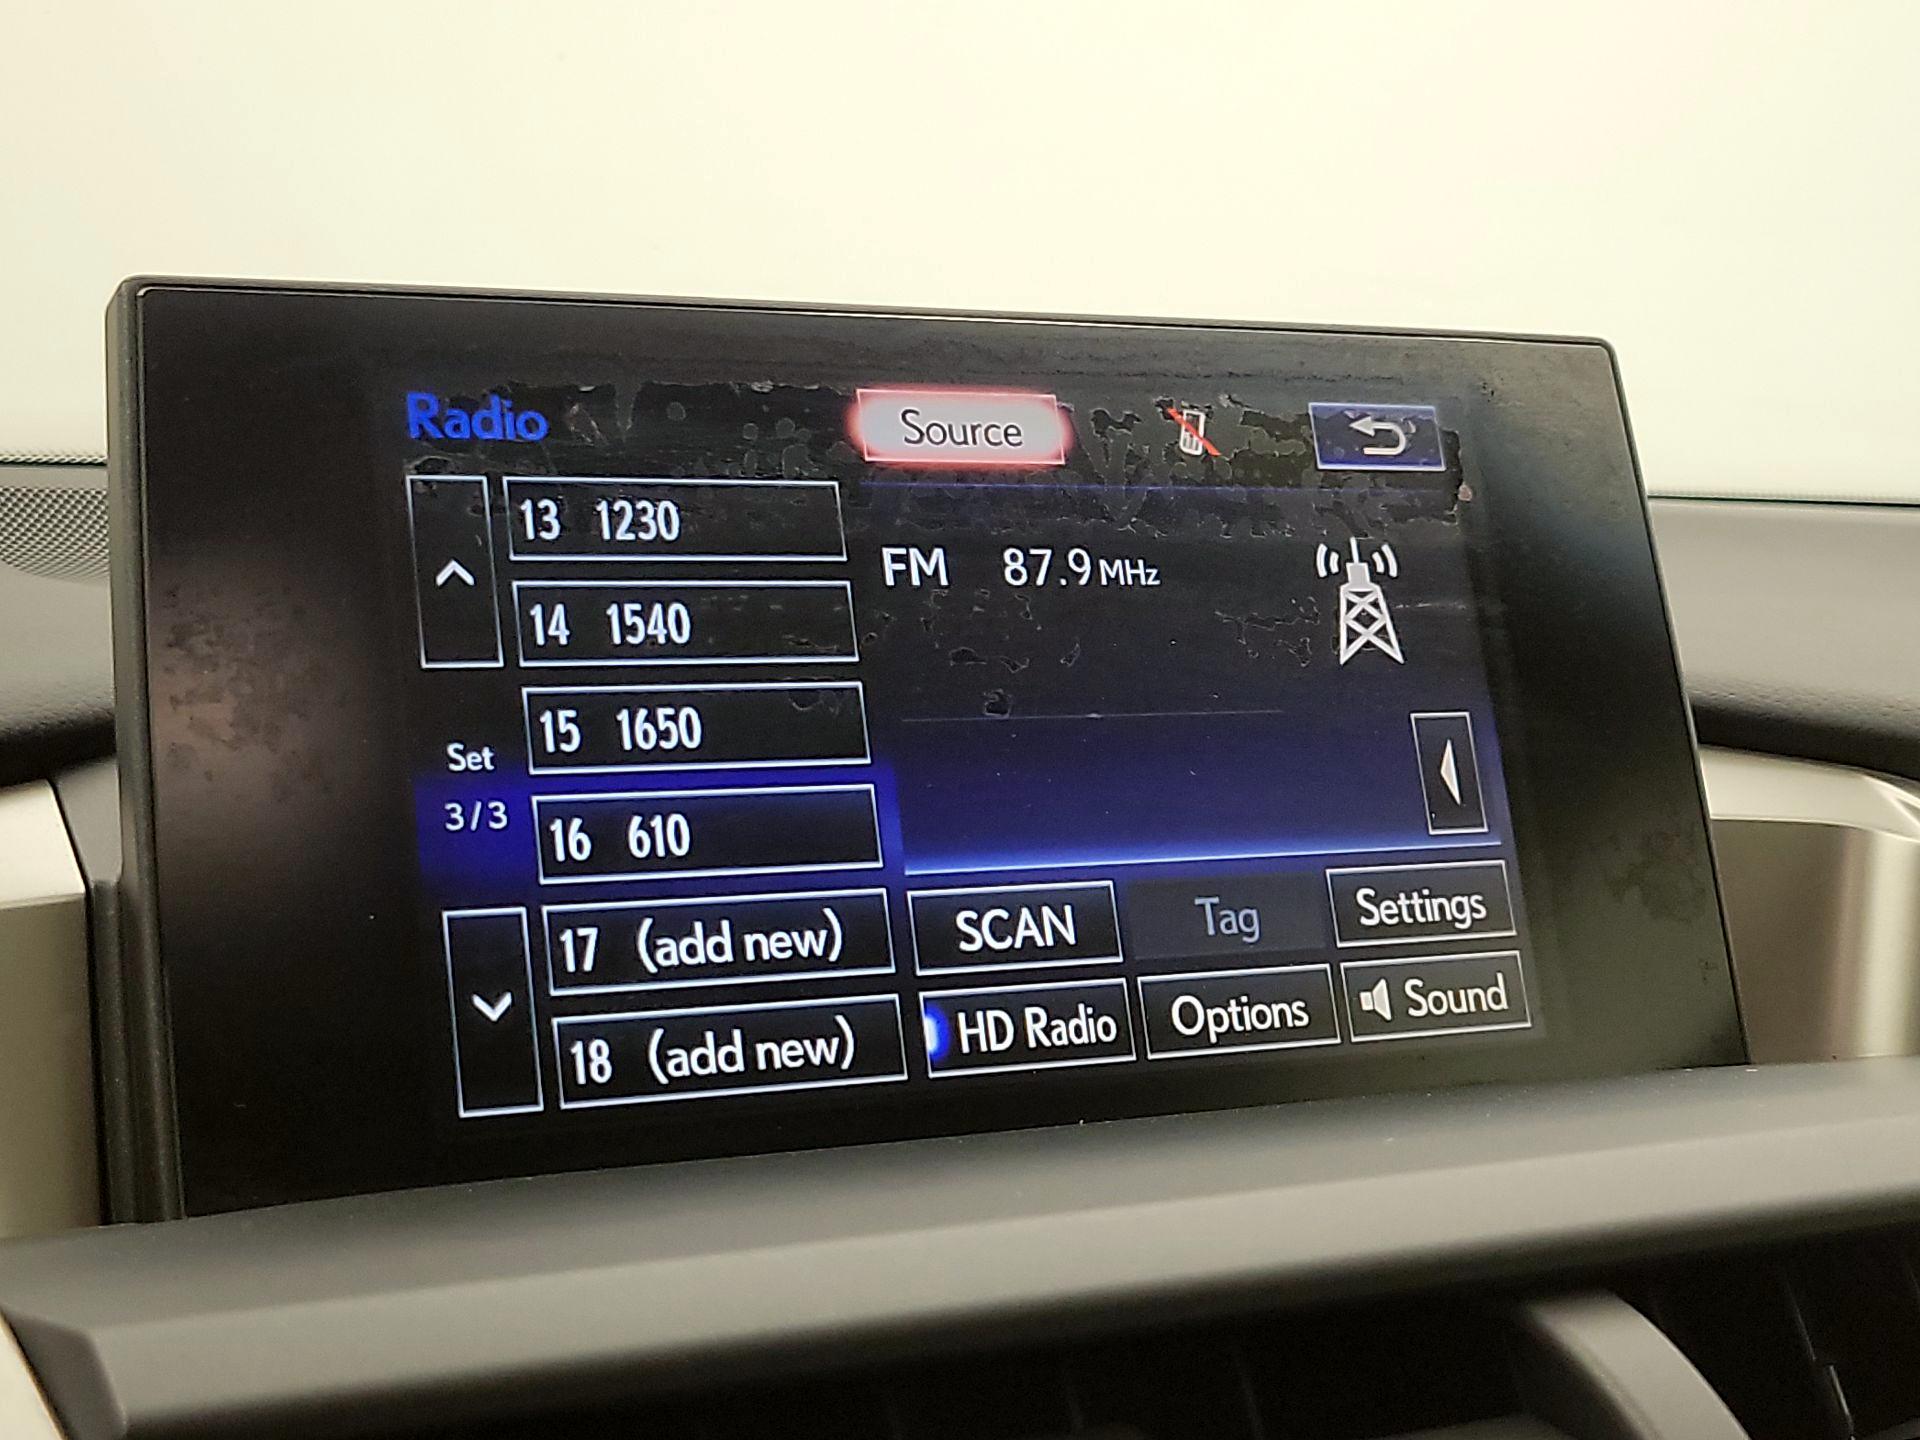 Radio
Source
13 1230
14 1540
15 1650
16 610
17 (add new)
18 (add new)
Set
3/3
FM 87.9 MHz
SCAN
Tag
Settings
HD Radio
Options
Sound